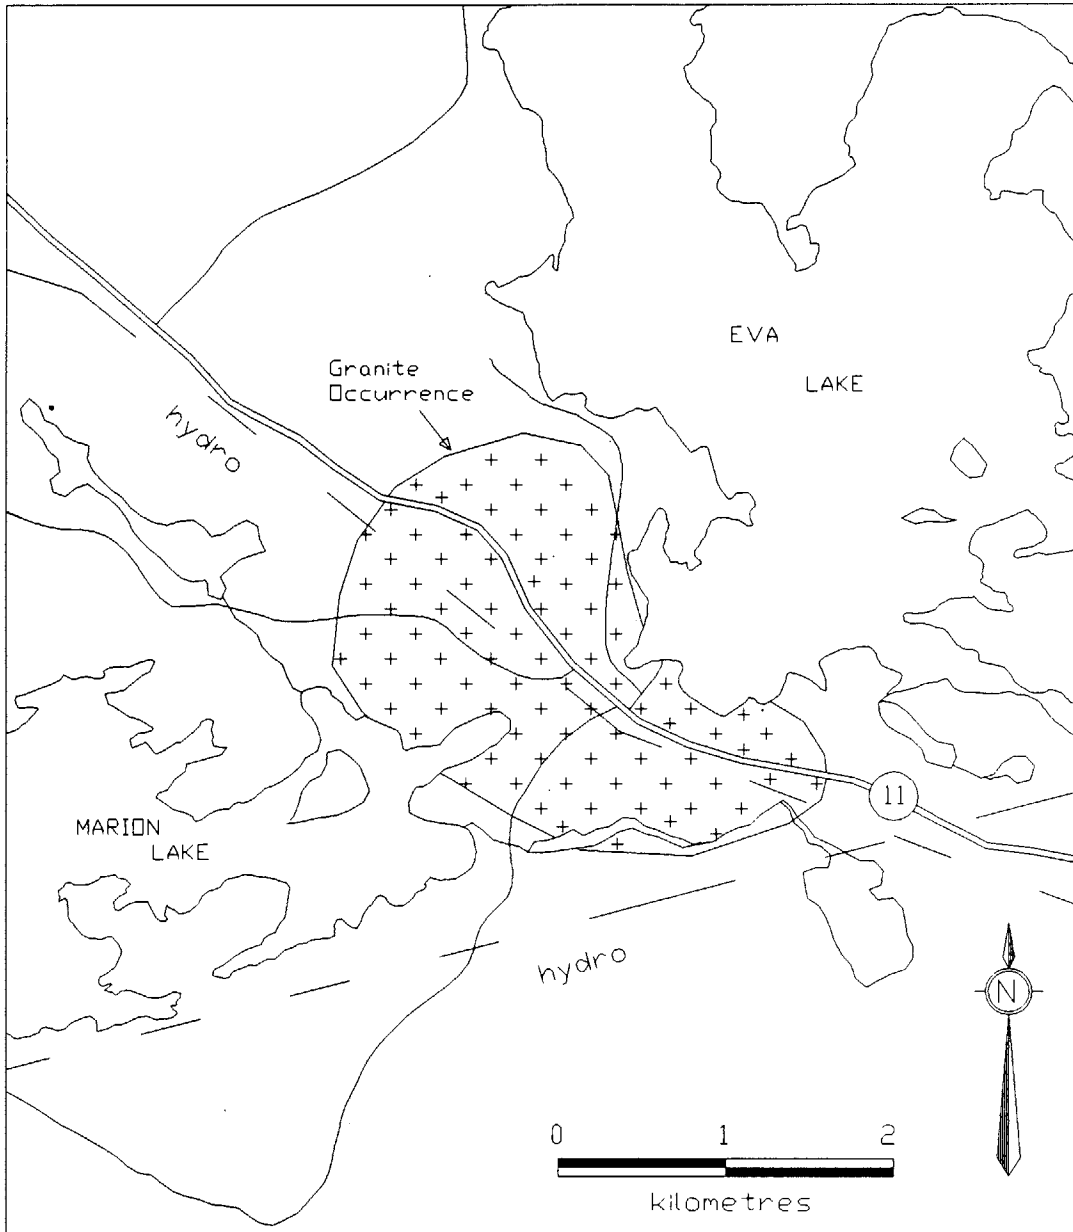 EVA
LAKE
Granite
Occurrence
hydro
11
MARION
LAKE
hydro
N
0 1 2
kilometres